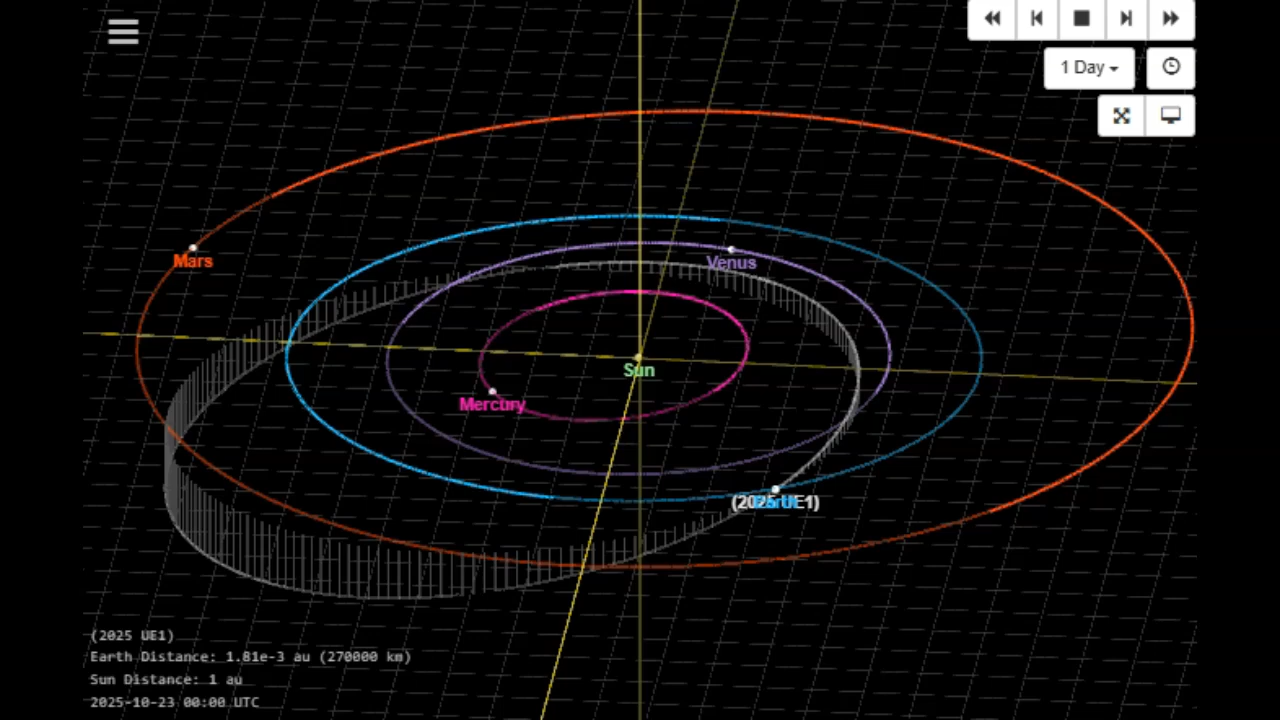 1 Day
Mars
Venus
Sun
Mercury
(2025 UE1)
(2025 UE1)
Earth Distance: 1.81e-3 au (270000 km)
Sun Distance: 1 au
2025-10-23 00:00 UTC